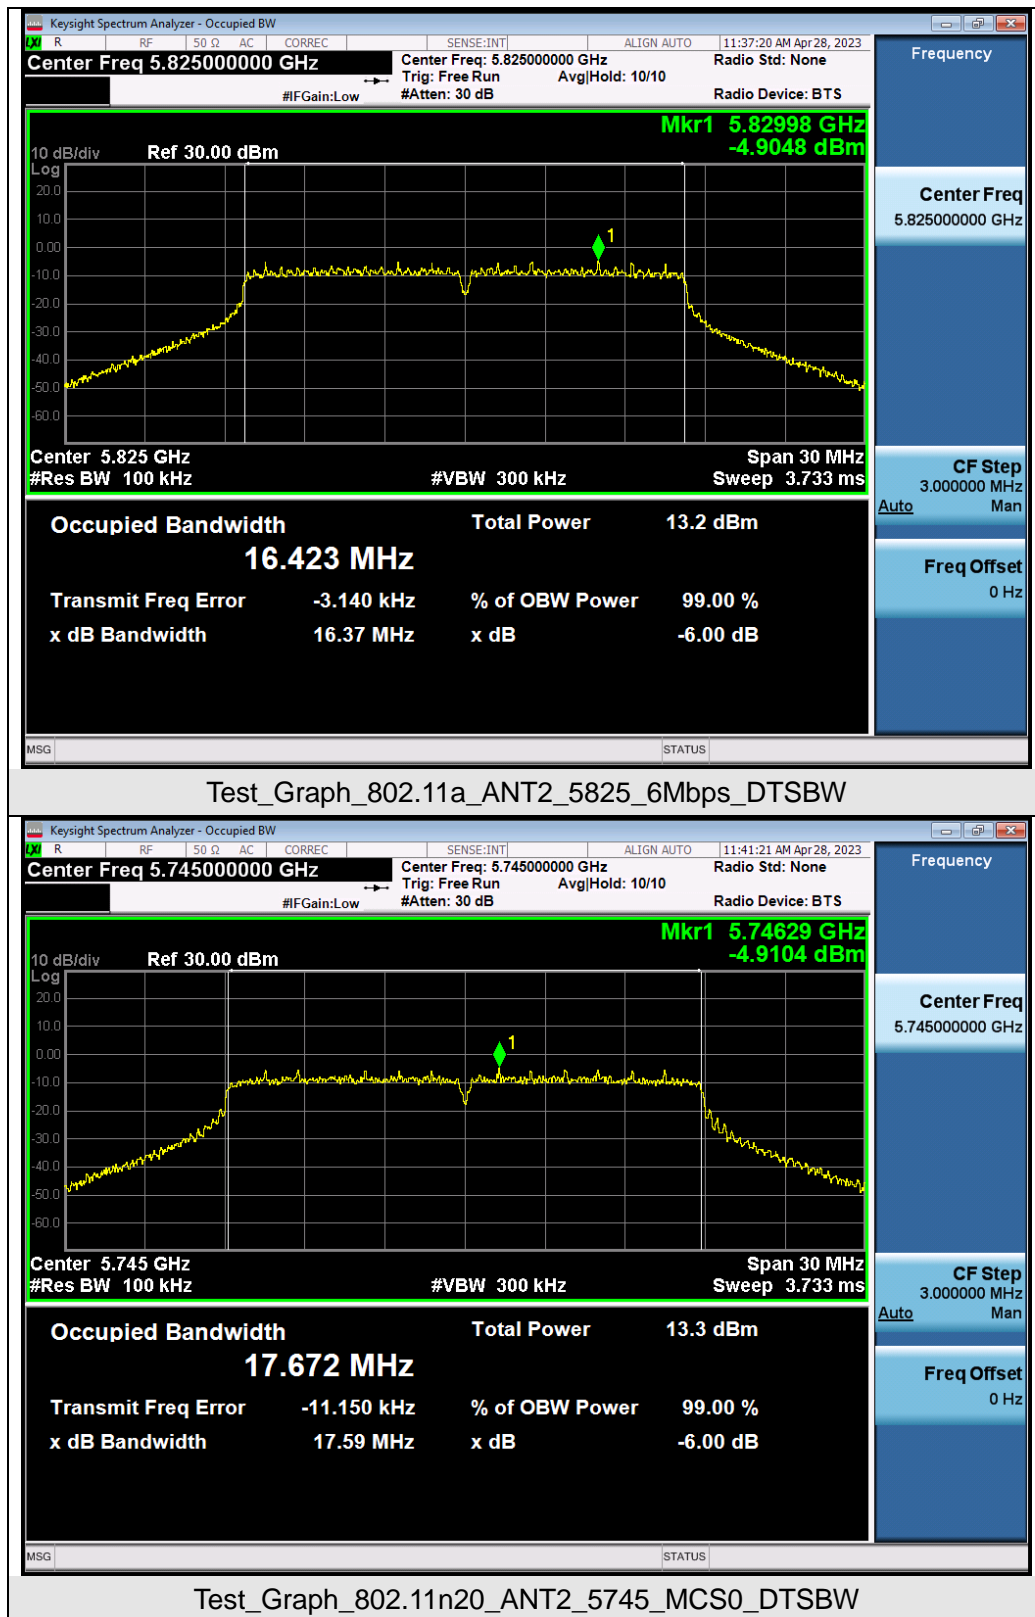 Keysight Spectrum Analyzer - Occupied BW
LXI R RF 50 Ω AC CORREC SENSE:INT ALIGN AUTO 11:37:20 AM Apr 28, 2023
Center Freq 5.825000000 GHz
Center Freq: 5.825000000 GHz
Radio Std: None
Trig: Free Run Avg|Hold: 10/10
#IFGain:Low
#Atten: 30 dB
Radio Device: BTS
Frequency
Mkr1 5.82998 GHz
-4.9048 dBm
10 dB/div Ref 30.00 dBm
Log
20.0
10.0
0.00
-10.0
-20.0
-30.0
-40.0
-50.0
-60.0
1
Center Freq
5.825000000 GHz
Center 5.825 GHz
Span 30 MHz
#Res BW 100 kHz
#VBW 300 kHz
Sweep 3.733 ms
CF Step
3.000000 MHz
Auto Man
Occupied Bandwidth
Total Power 13.2 dBm
16.423 MHz
Freq Offset
0 Hz
Transmit Freq Error -3.140 kHz % of OBW Power 99.00 %
x dB Bandwidth 16.37 MHz x dB -6.00 dB
MSG STATUS
Test_Graph_802.11a_ANT2_5825_6Mbps_DTSBW
Keysight Spectrum Analyzer - Occupied BW
LXI R RF 50 Ω AC CORREC SENSE:INT ALIGN AUTO 11:41:21 AM Apr 28, 2023
Center Freq 5.745000000 GHz
Center Freq: 5.745000000 GHz
Radio Std: None
Trig: Free Run Avg|Hold: 10/10
#IFGain:Low
#Atten: 30 dB
Radio Device: BTS
Frequency
Mkr1 5.74629 GHz
-4.9104 dBm
10 dB/div Ref 30.00 dBm
Log
20.0
10.0
0.00
-10.0
-20.0
-30.0
-40.0
-50.0
-60.0
1
Center Freq
5.745000000 GHz
Center 5.745 GHz
Span 30 MHz
#Res BW 100 kHz
#VBW 300 kHz
Sweep 3.733 ms
CF Step
3.000000 MHz
Auto Man
Occupied Bandwidth
Total Power 13.3 dBm
17.672 MHz
Freq Offset
0 Hz
Transmit Freq Error -11.150 kHz % of OBW Power 99.00 %
x dB Bandwidth 17.59 MHz x dB -6.00 dB
MSG STATUS
Test_Graph_802.11n20_ANT2_5745_MCS0_DTSBW